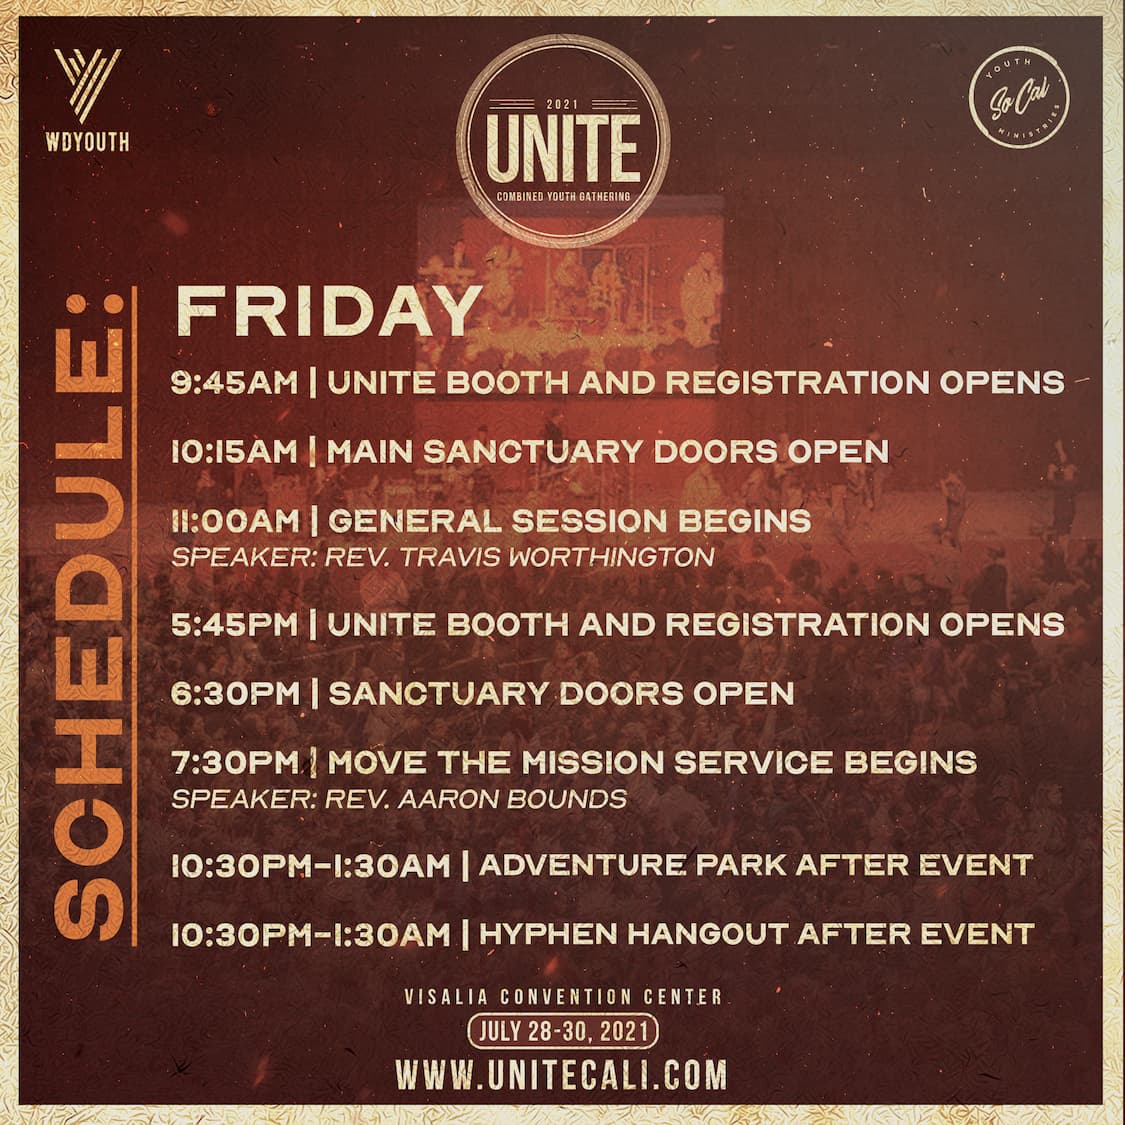 WDYOUTH
2021
UNITE
COMBINED YOUTH GATHERING
YOUTH
So Cal
MINISTRIES
SCHEDULE:
FRIDAY
9:45AM | UNITE BOOTH AND REGISTRATION OPENS
10:15AM | MAIN SANCTUARY DOORS OPEN
11:00AM | GENERAL SESSION BEGINS
SPEAKER: REV. TRAVIS WORTHINGTON
5:45PM | UNITE BOOTH AND REGISTRATION OPENS
6:30PM | SANCTUARY DOORS OPEN
7:30PM | MOVE THE MISSION SERVICE BEGINS
SPEAKER: REV. AARON BOUNDS
10:30PM-1:30AM | ADVENTURE PARK AFTER EVENT
10:30PM-1:30AM | HYPHEN HANGOUT AFTER EVENT
VISALIA CONVENTION CENTER
JULY 28-30, 2021
WWW.UNITECALI.COM